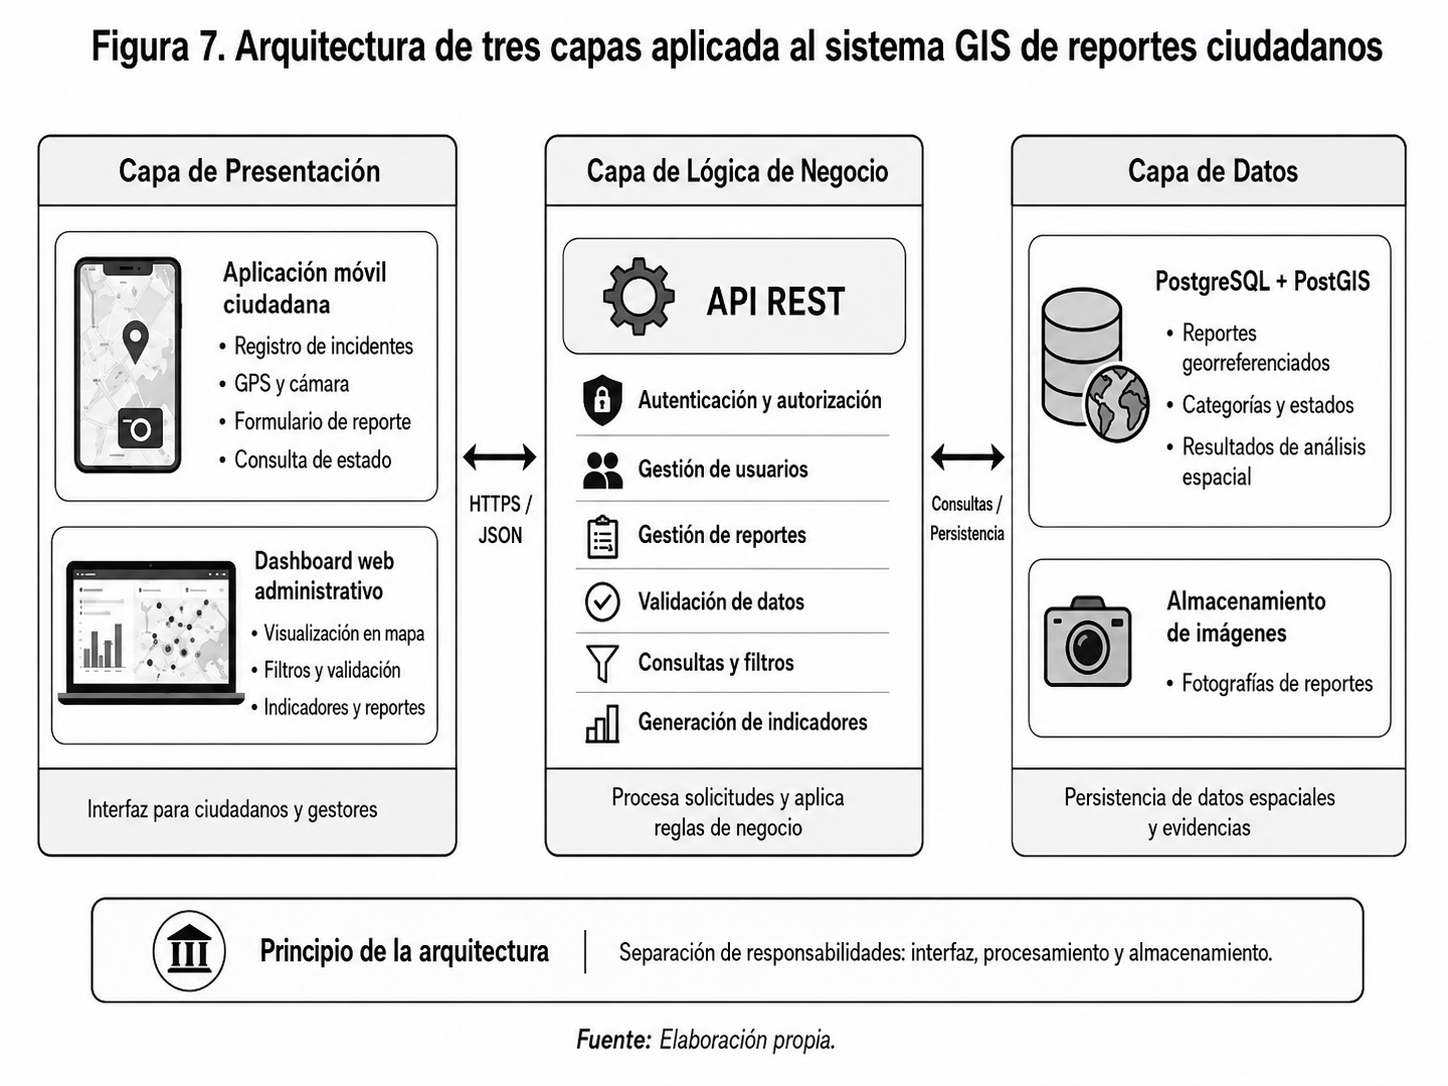 Figura 7. Arquitectura de tres capas aplicada al sistema GIS de reportes ciudadanos
Capa de Presentación
Aplicación móvil
ciudadana
• Registro de incidentes
• GPS y cámara
• Formulario de reporte
• Consulta de estado
Dashboard web
administrativo
• Visualización en mapa
• Filtros y validación
• Indicadores y reportes
Interfaz para ciudadanos y gestores
HTTPS /
JSON
Capa de Lógica de Negocio
API REST
Autenticación y autorización
Gestión de usuarios
Gestión de reportes
Validación de datos
Consultas y filtros
Generación de indicadores
Procesa solicitudes y aplica
reglas de negocio
Consultas /
Persistencia
Capa de Datos
PostgreSQL + PostGIS
• Reportes
georreferenciados
• Categorías y estados
• Resultados de análisis
espacial
Almacenamiento
de imágenes
• Fotografías de reportes
Persistencia de datos espaciales
y evidencias
Principio de la arquitectura
Separación de responsabilidades: interfaz, procesamiento y almacenamiento.
Fuente: Elaboración propia.